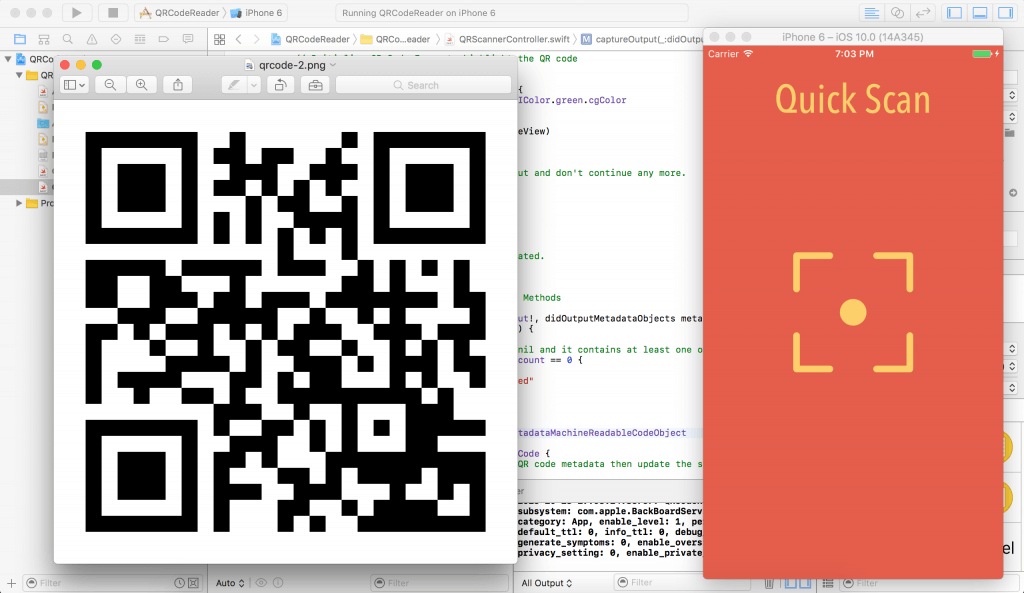 QRCodeReader
iPhone 6
Running QRCodeReader on iPhone 6
QRCodeReader
QRCo...eader
QRScannerController.swift
M
QRCo
QR
Pro
Filter
qrcode-2.png
Search
the QR code
{
IColor.green.cgColor
eView)
ut and don't continue any more.
ated.
Methods
ut!, didOutputMetadataObjects meta
) {
nil and it contains at least one o
count == 0 {
ed"
tadataMachineReadableCodeObject
Code {
QR code metadata then update the s
subsystem: com.apple.BackBoardServ
category: App, enable_level: 1, pe
default_ttl: 0, info_ttl: 0, debug
generate_symptoms: 0, enable_overs
privacy_setting: 0, enable_private
Auto
Filter
All Output
Filter
Filter
iPhone 6 – iOS 10.0 (14A345)
Carrier
7:03 PM
Quick Scan
el